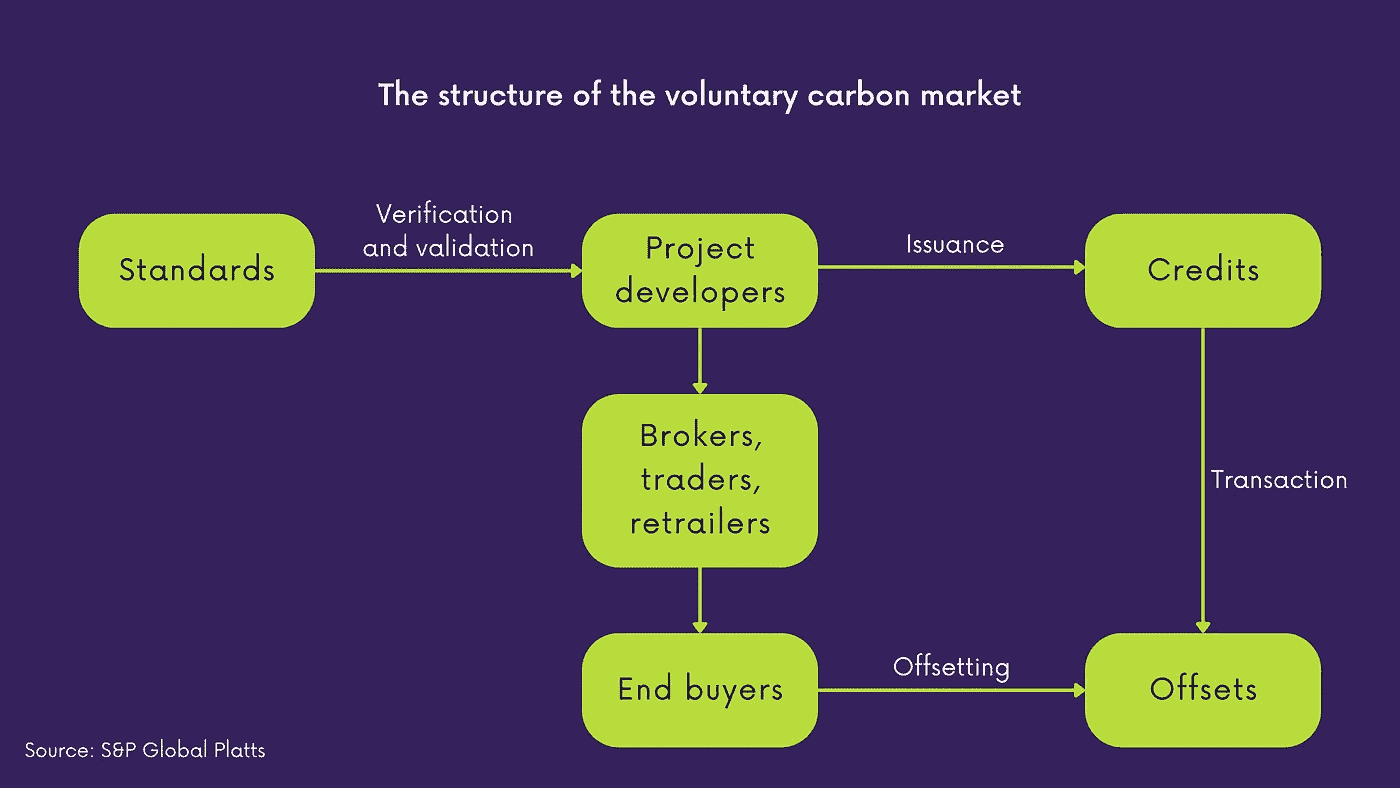 The structure of the voluntary carbon market
Standards
Verification
and validation
Project
developers
Issuance
Credits
Brokers,
traders,
retrailers
Transaction
End buyers
Offsetting
Offsets
Source: S&P Global Platts